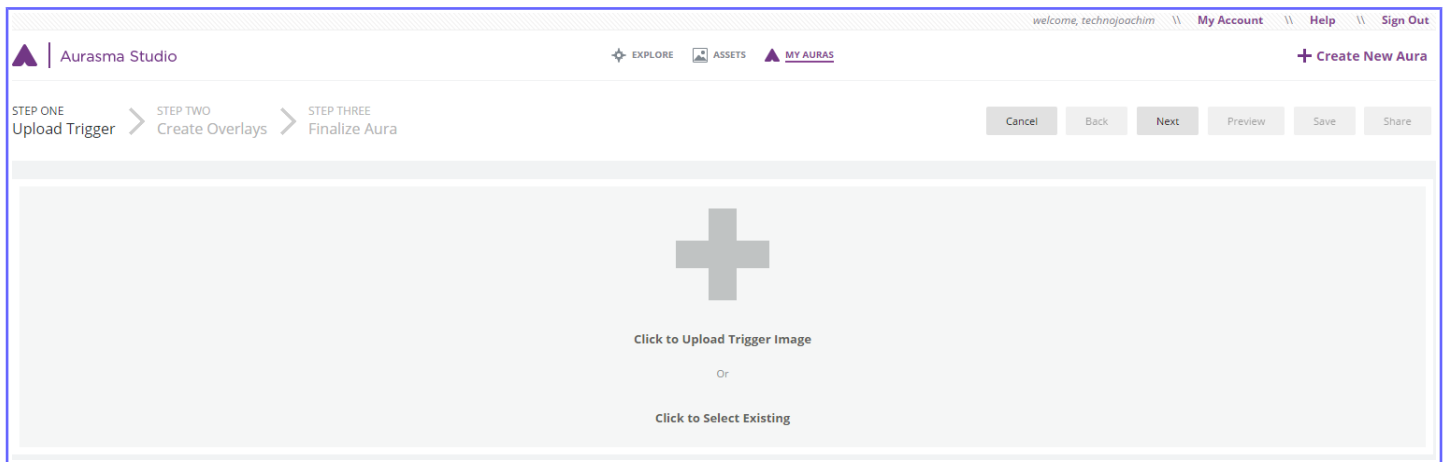 welcome, technojoachim \\ My Account \\ Help \\ Sign Out
Aurasma Studio
EXPLORE ASSETS MY AURAS
Create New Aura
STEP ONE STEP TWO STEP THREE
Upload Trigger Create Overlays Finalize Aura
Cancel Back Next Preview Save Share
Click to Upload Trigger Image
Or
Click to Select Existing